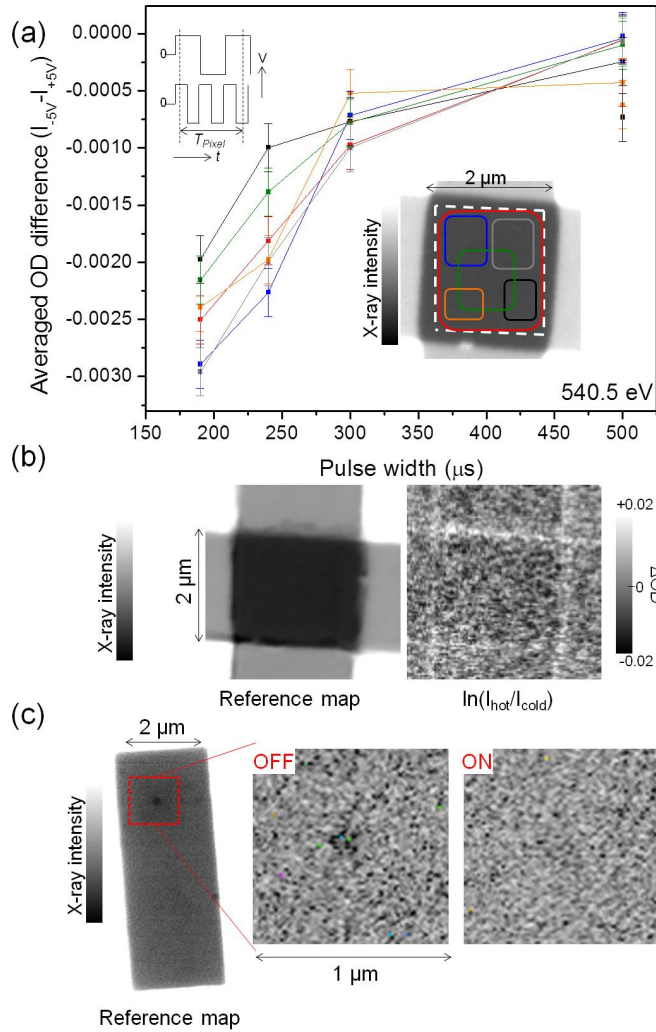 (a)
0.0000
-0.0005
-0.0010
-0.0015
-0.0020
-0.0025
-0.0030
Averaged OD difference (I-5V-I+5V)
0
0
V
TPixel
t
2 μm
X-ray intensity
540.5 eV
150 200 250 300 350 400 450 500
Pulse width (μs)
(b)
X-ray intensity
2 μm
+0.02
+0
-0.02
ΔOD
Reference map
ln(Ihot/Icold)
(c)
2 μm
X-ray intensity
OFF
ON
1 μm
Reference map